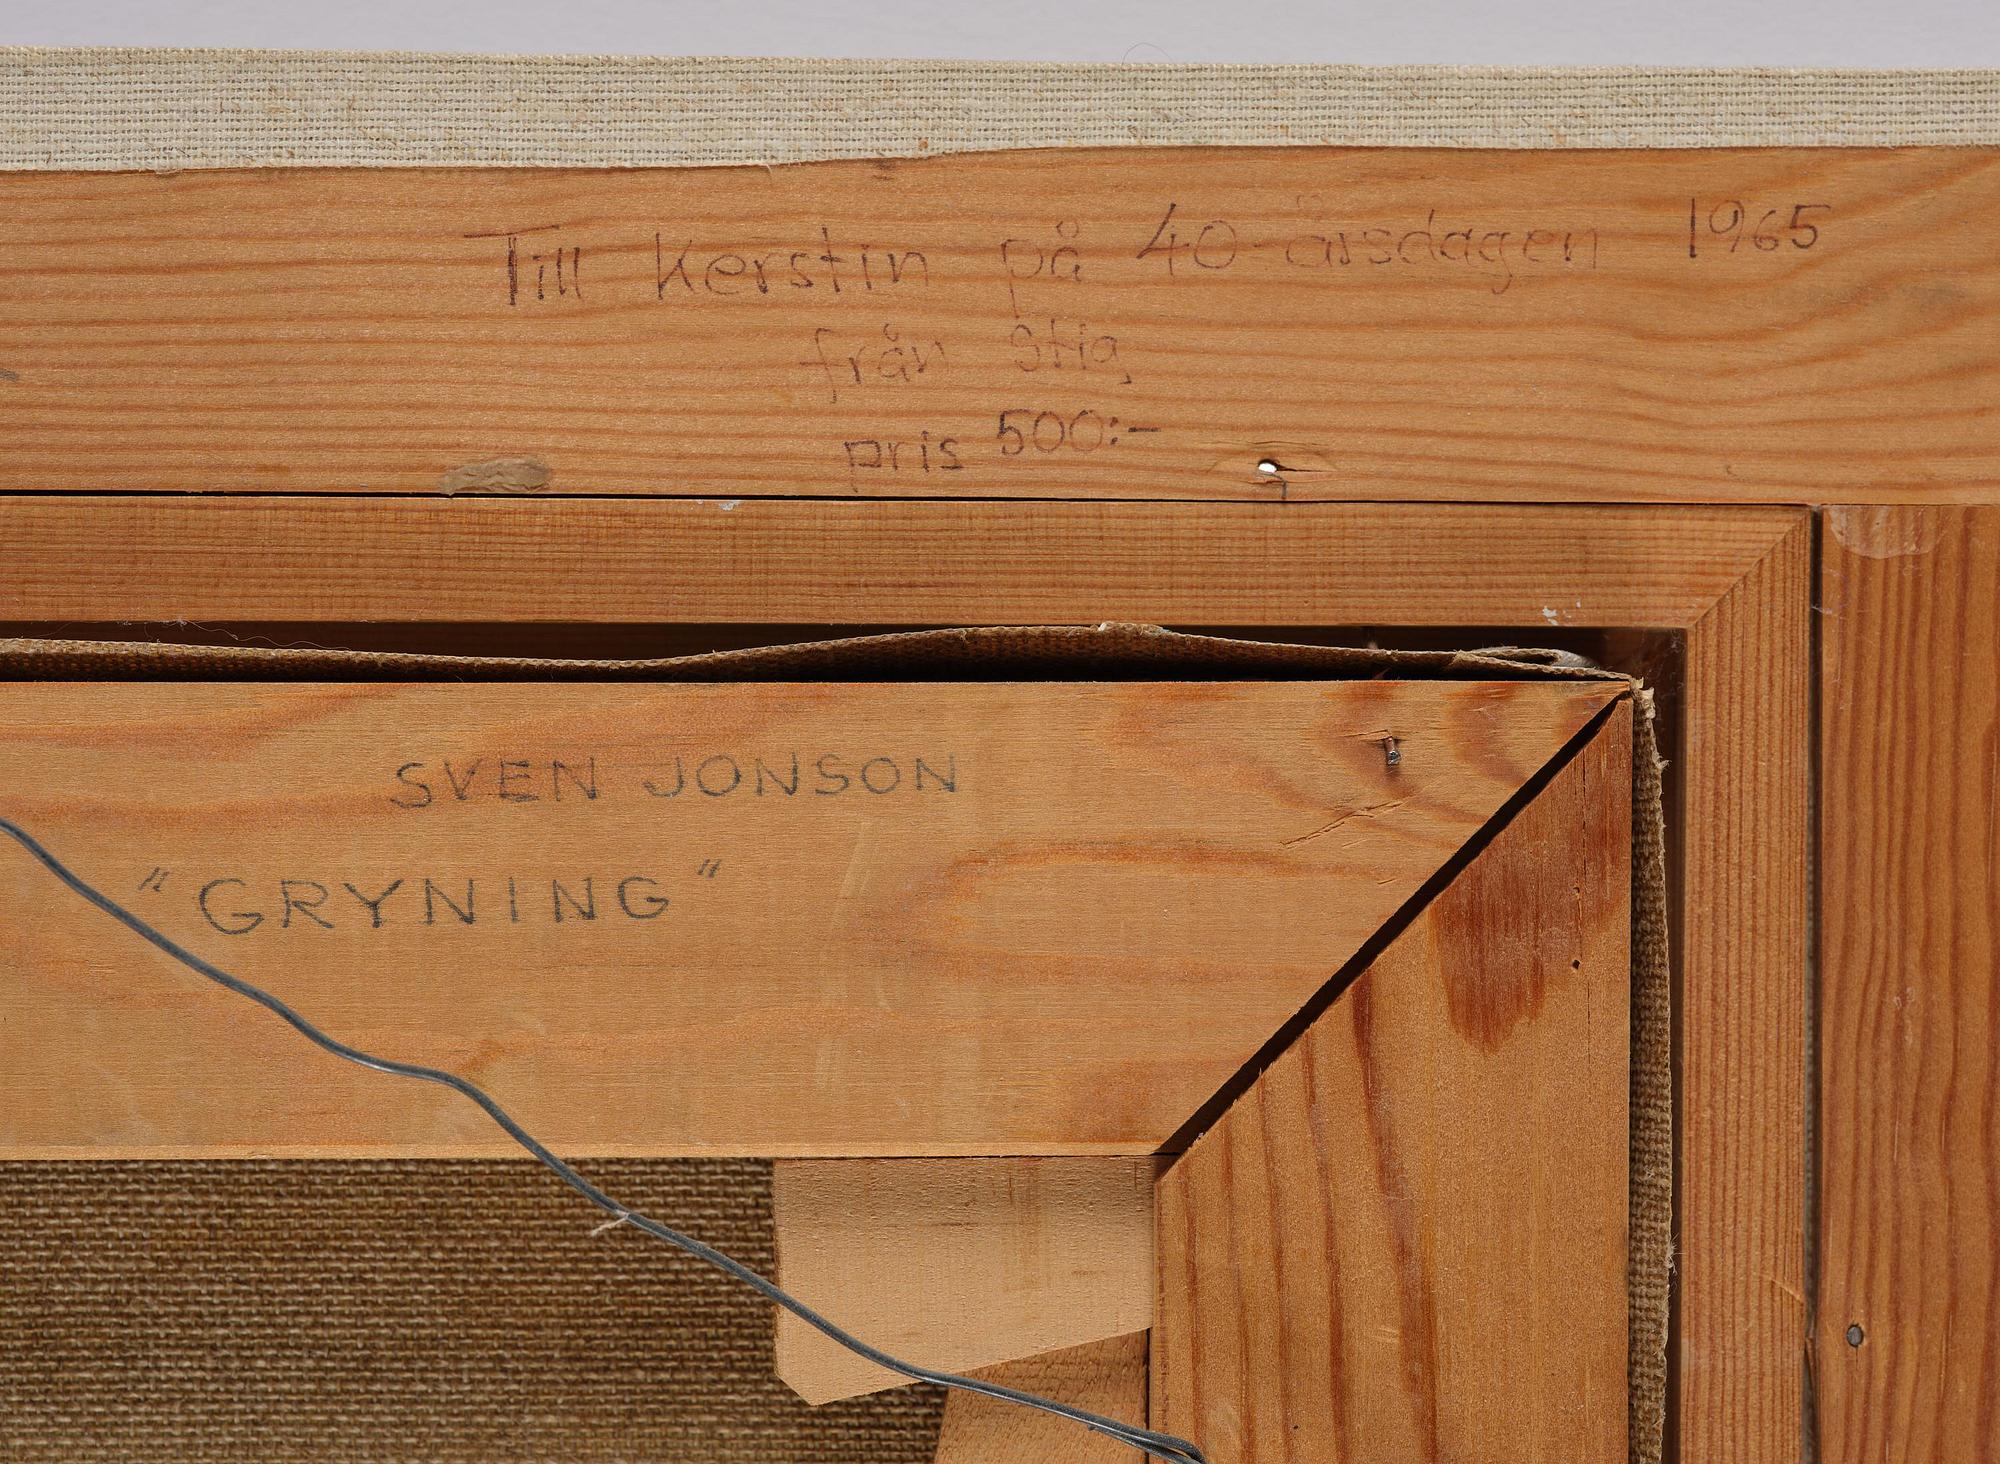 Till Kerstin på 40-årsdagen 1965
från Stig
pris 500:-
SVEN JONSON
"GRYNING"